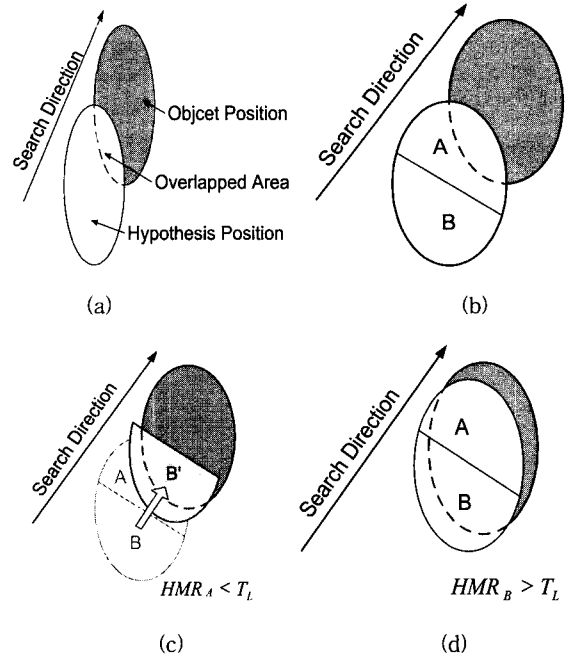 Search Direction
Objcet Position
Overlapped Area
Hypothesis Position
(a)
Search Direction
A
B
(b)
Search Direction
A
B'
B
HMR_A < T_L
(c)
Search Direction
A
B
HMR_B > T_L
(d)